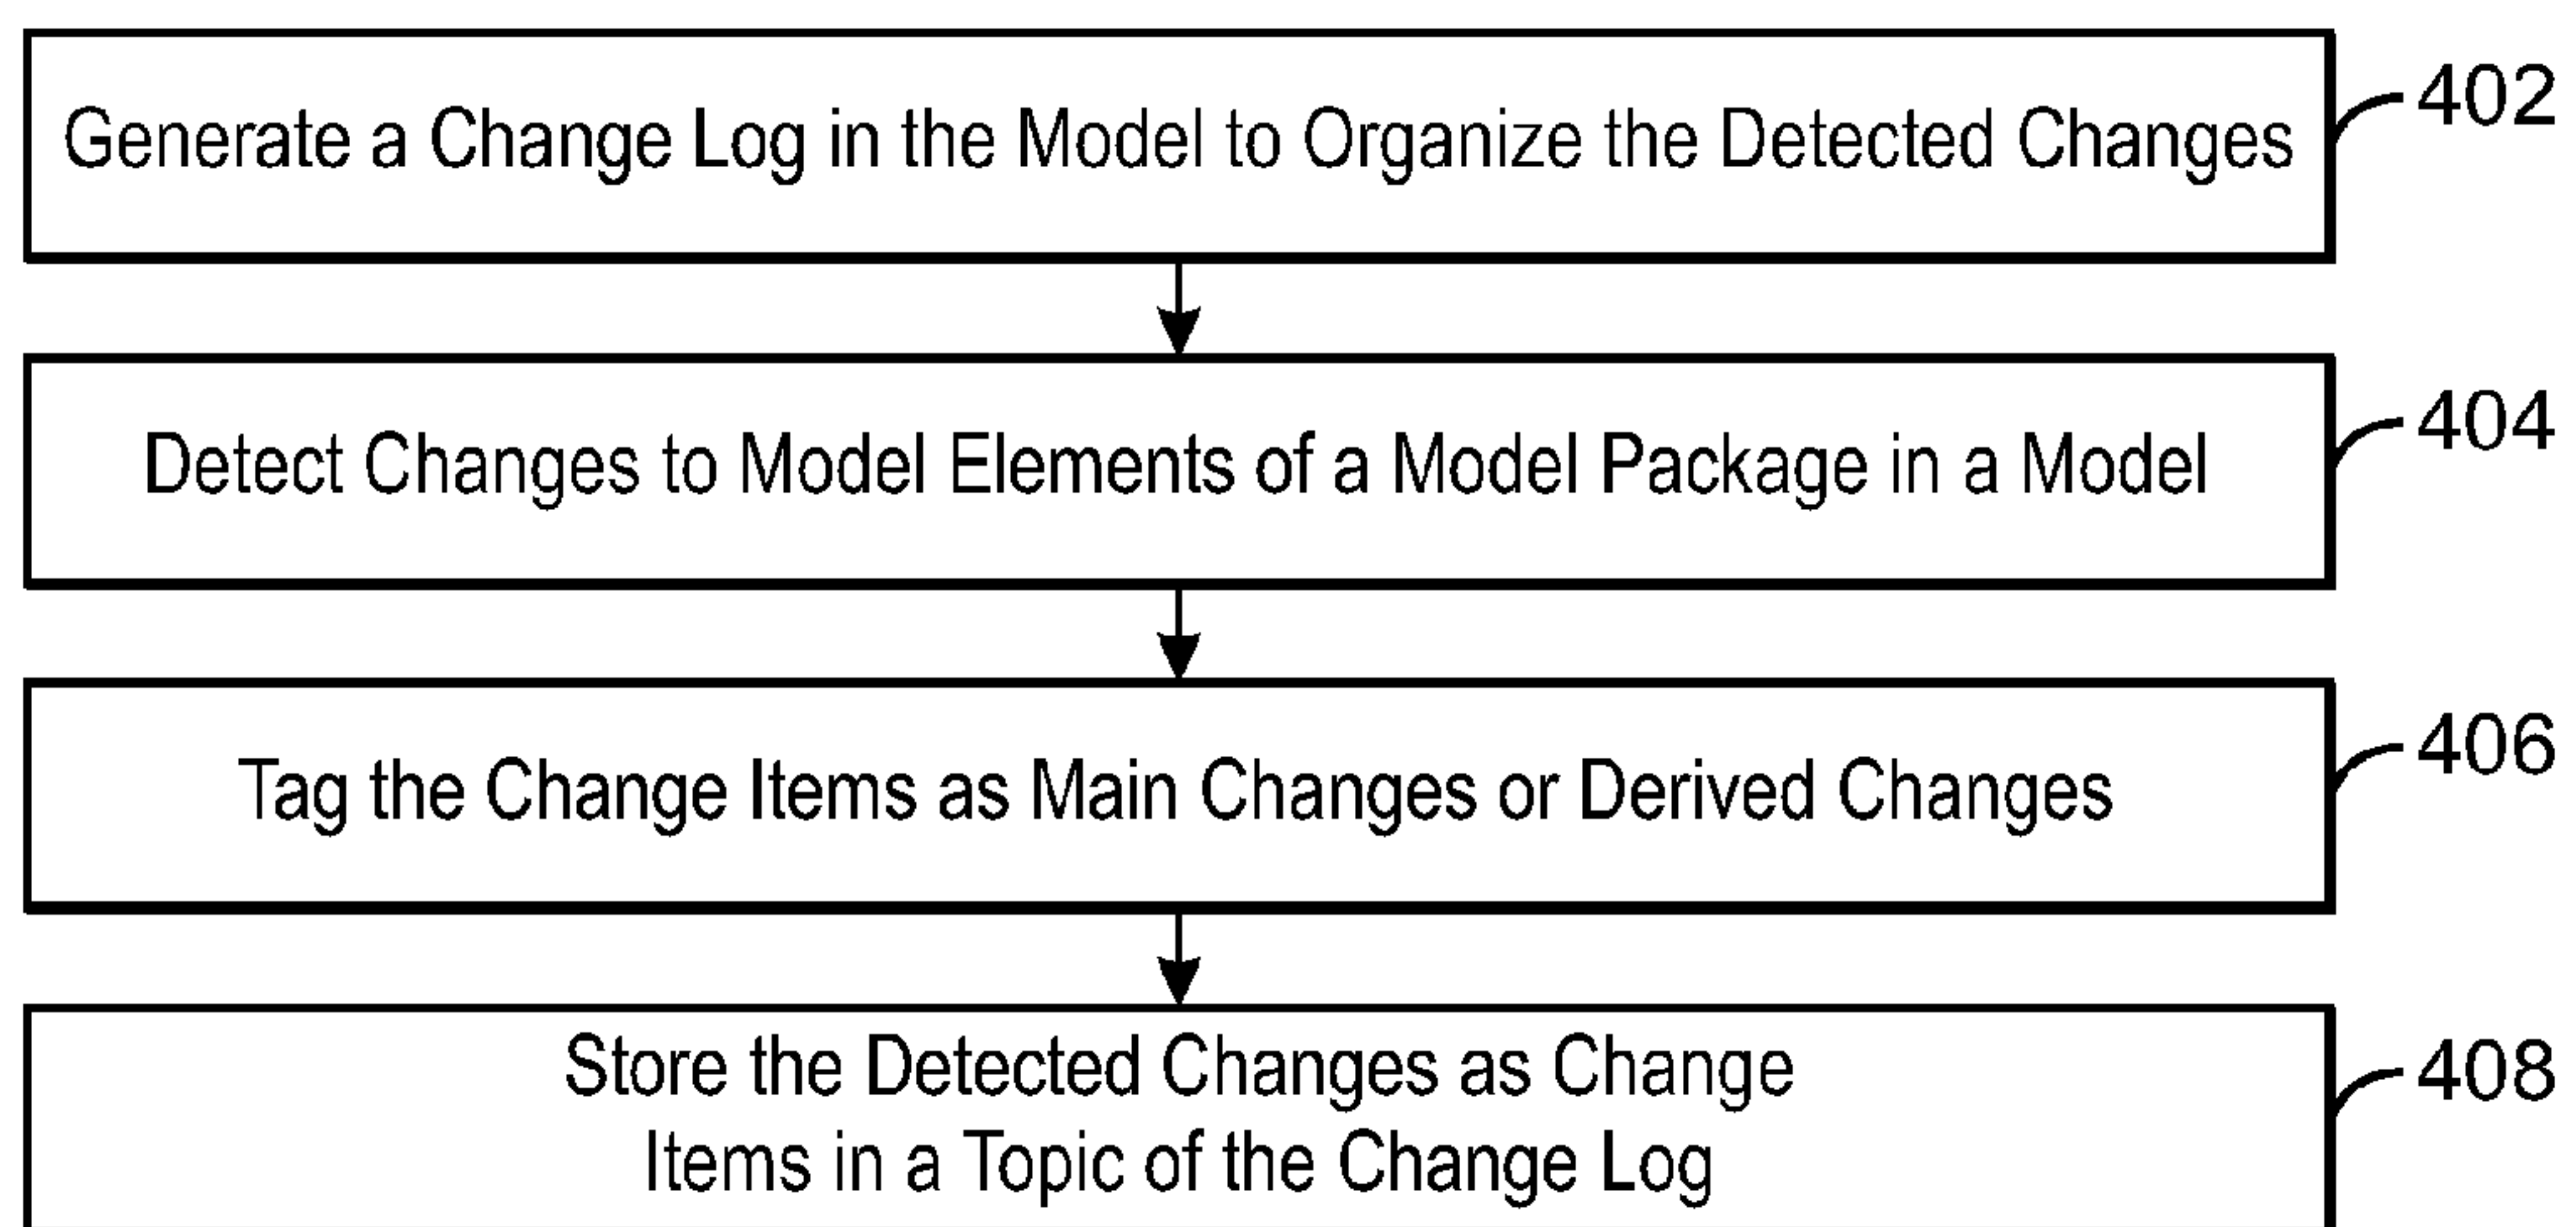 Generate a Change Log in the Model to Organize the Detected Changes
402
Detect Changes to Model Elements of a Model Package in a Model
404
Tag the Change Items as Main Changes or Derived Changes
406
Store the Detected Changes as Change
Items in a Topic of the Change Log
408